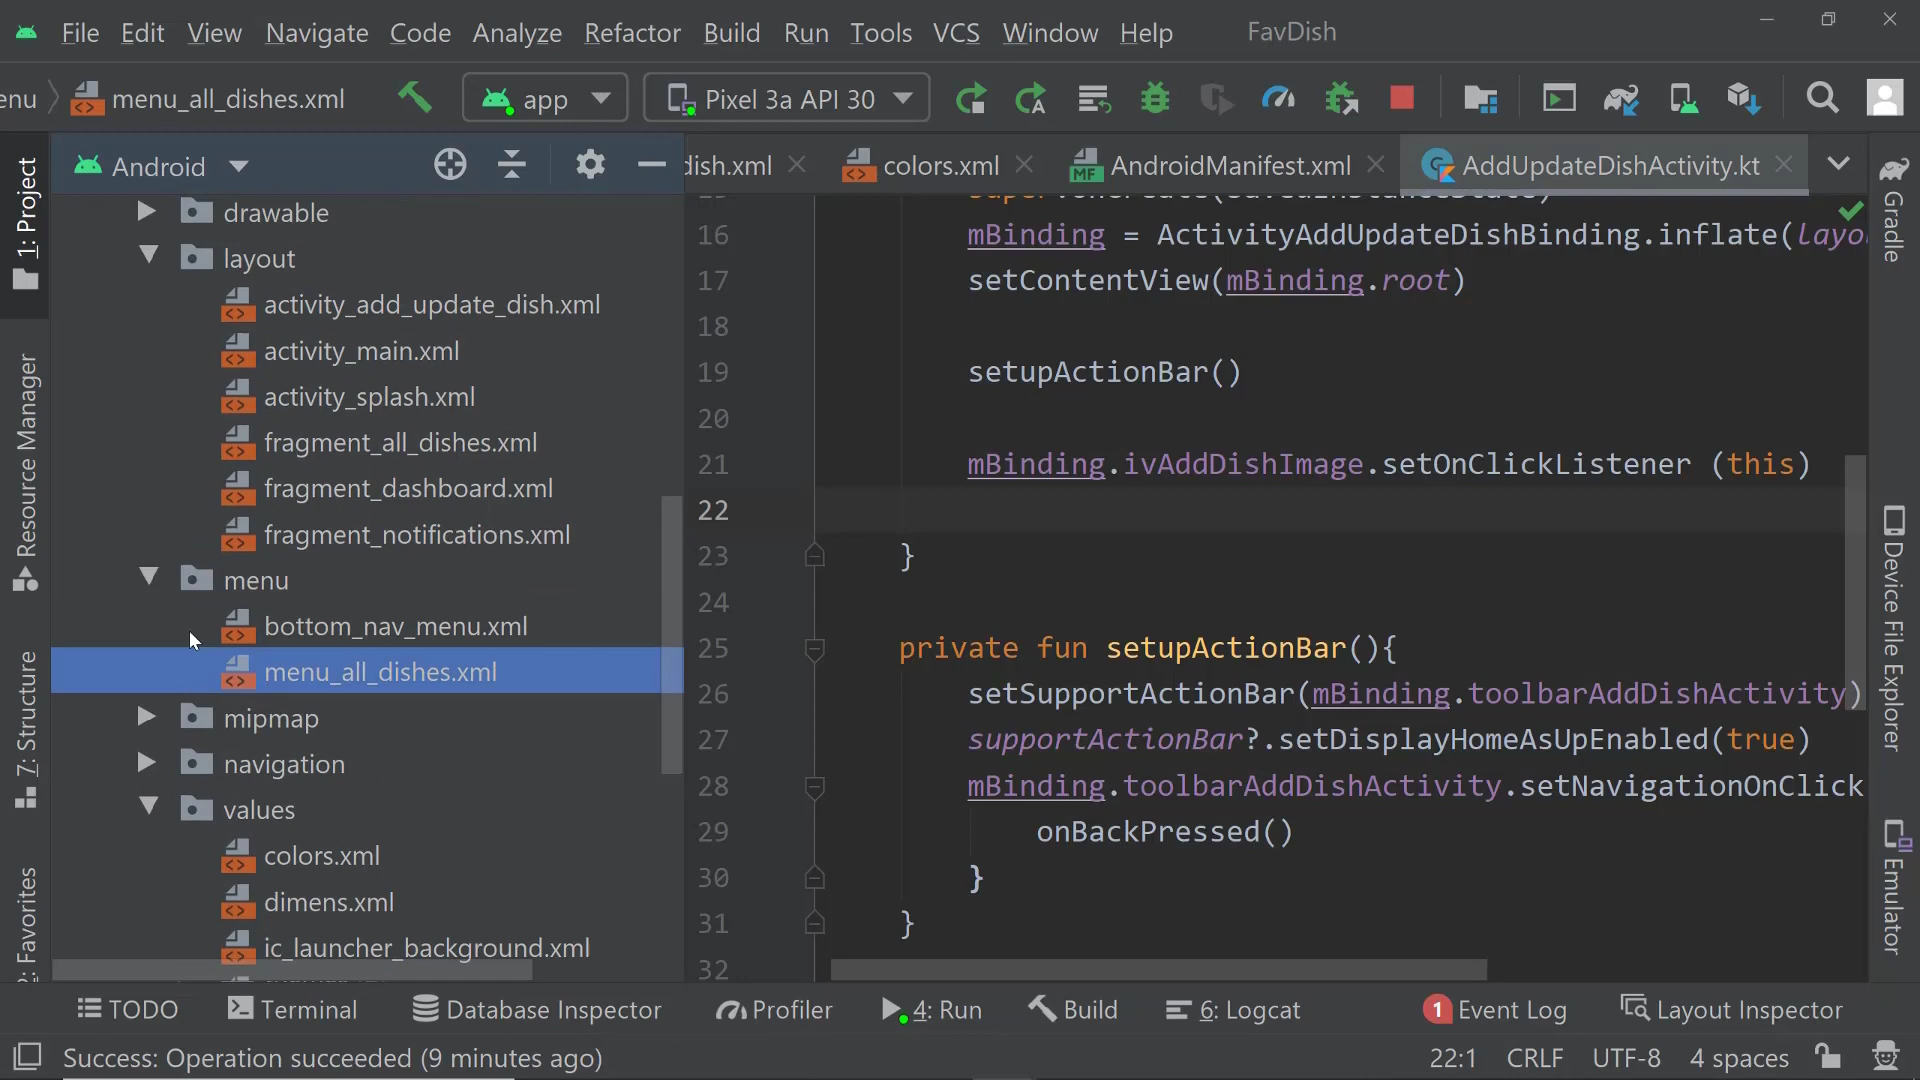 File Edit View Navigate Code Analyze Refactor Build Run Tools VCS Window Help FavDish
enu menu_all_dishes.xml app Pixel 3a API 30
Android
dish.xml colors.xml AndroidManifest.xml AddUpdateDishActivity.kt
1: Project
Resource Manager
7: Structure
2: Favorites
drawable
layout
activity_add_update_dish.xml
activity_main.xml
activity_splash.xml
fragment_all_dishes.xml
fragment_dashboard.xml
fragment_notifications.xml
menu
bottom_nav_menu.xml
menu_all_dishes.xml
mipmap
navigation
values
colors.xml
dimens.xml
ic_launcher_background.xml
16 mBinding = ActivityAddUpdateDishBinding.inflate(layou
17 setContentView(mBinding.root)
18
19 setupActionBar()
20
21 mBinding.ivAddDishImage.setOnClickListener (this)
22
23 }
24
25 private fun setupActionBar(){
26 setSupportActionBar(mBinding.toolbarAddDishActivity)
27 supportActionBar?.setDisplayHomeAsUpEnabled(true)
28 mBinding.toolbarAddDishActivity.setNavigationOnClick
29 onBackPressed()
30 }
31 }
32
Gradle
Device File Explorer
Emulator
TODO Terminal Database Inspector Profiler 4: Run Build 6: Logcat 1 Event Log Layout Inspector
Success: Operation succeeded (9 minutes ago) 22:1 CRLF UTF-8 4 spaces